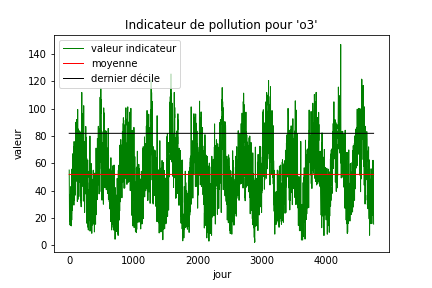 Indicateur de pollution pour 'o3'
valeur indicateur
moyenne
dernier décile
valeur
140
120
100
80
60
40
20
0
0 1000 2000 3000 4000
jour